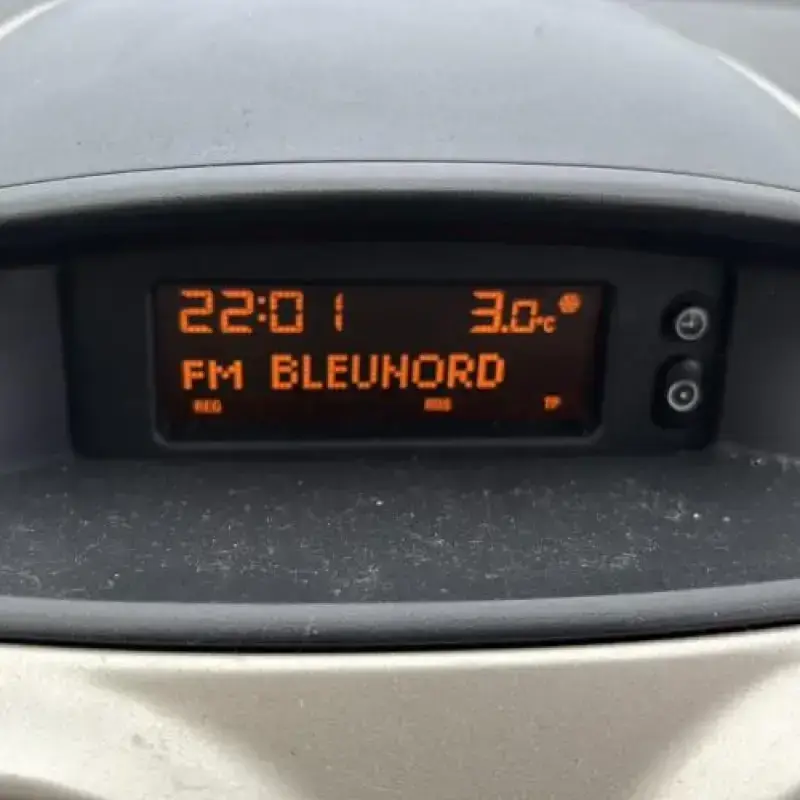 22:01 3.0°C
FM BLEUNORD
REG RDS TP